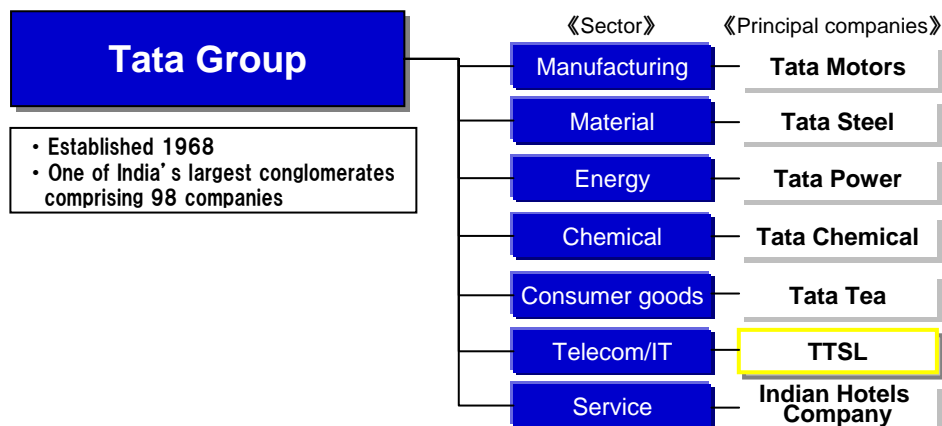 《Sector》 《Principal companies》
Tata Group
・Established 1968
・One of India's largest conglomerates
comprising 98 companies
Manufacturing Tata Motors
Material Tata Steel
Energy Tata Power
Chemical Tata Chemical
Consumer goods Tata Tea
Telecom/IT TTSL
Service Indian Hotels
Company